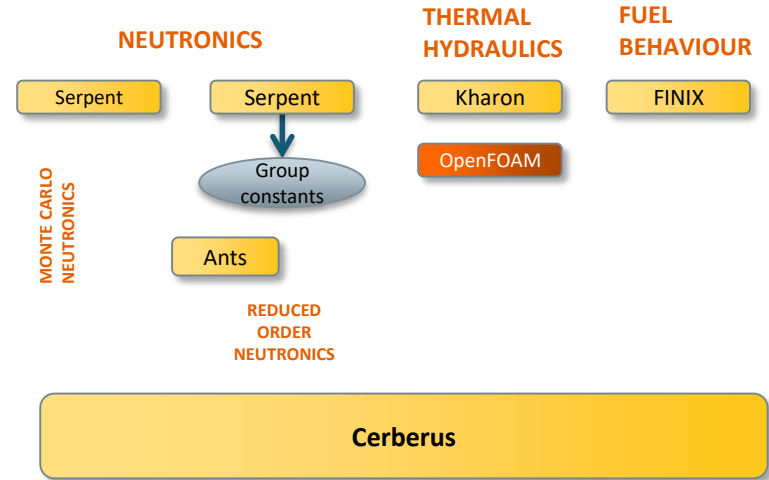 NEUTRONICS
THERMAL
HYDRAULICS
FUEL
BEHAVIOUR
Serpent
Serpent
Kharon
FINIX
OpenFOAM
Group
constants
MONTE CARLO
NEUTRONICS
Ants
REDUCED
ORDER
NEUTRONICS
Cerberus